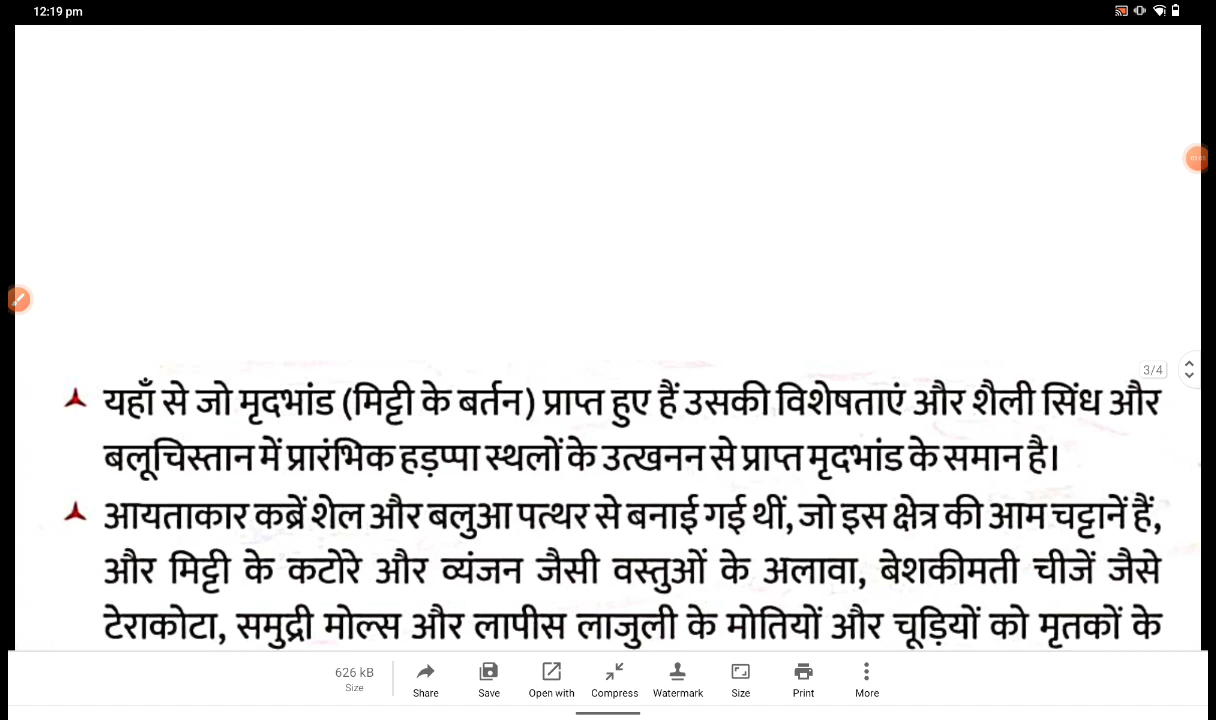 12:19 pm
3/4
यहाँ से जो मृदभांड (मिट्टी के बर्तन) प्राप्त हुए हैं उसकी विशेषताएं और शैली सिंध और
बलूचिस्तान में प्रारंभिक हड़प्पा स्थलों के उत्खनन से प्राप्त मृदभांड के समान है।
आयताकार कब्रें शेल और बलुआ पत्थर से बनाई गई थीं, जो इस क्षेत्र की आम चट्टानें हैं,
और मिट्टी के कटोरे और व्यंजन जैसी वस्तुओं के अलावा, बेशकीमती चीजें जैसे
टेराकोटा, समुद्री मोल्स और लापीस लाजुली के मोतियों और चूड़ियों को मृतकों के
626 kB
Size
Share
Save
Open with
Compress
Watermark
Size
Print
More